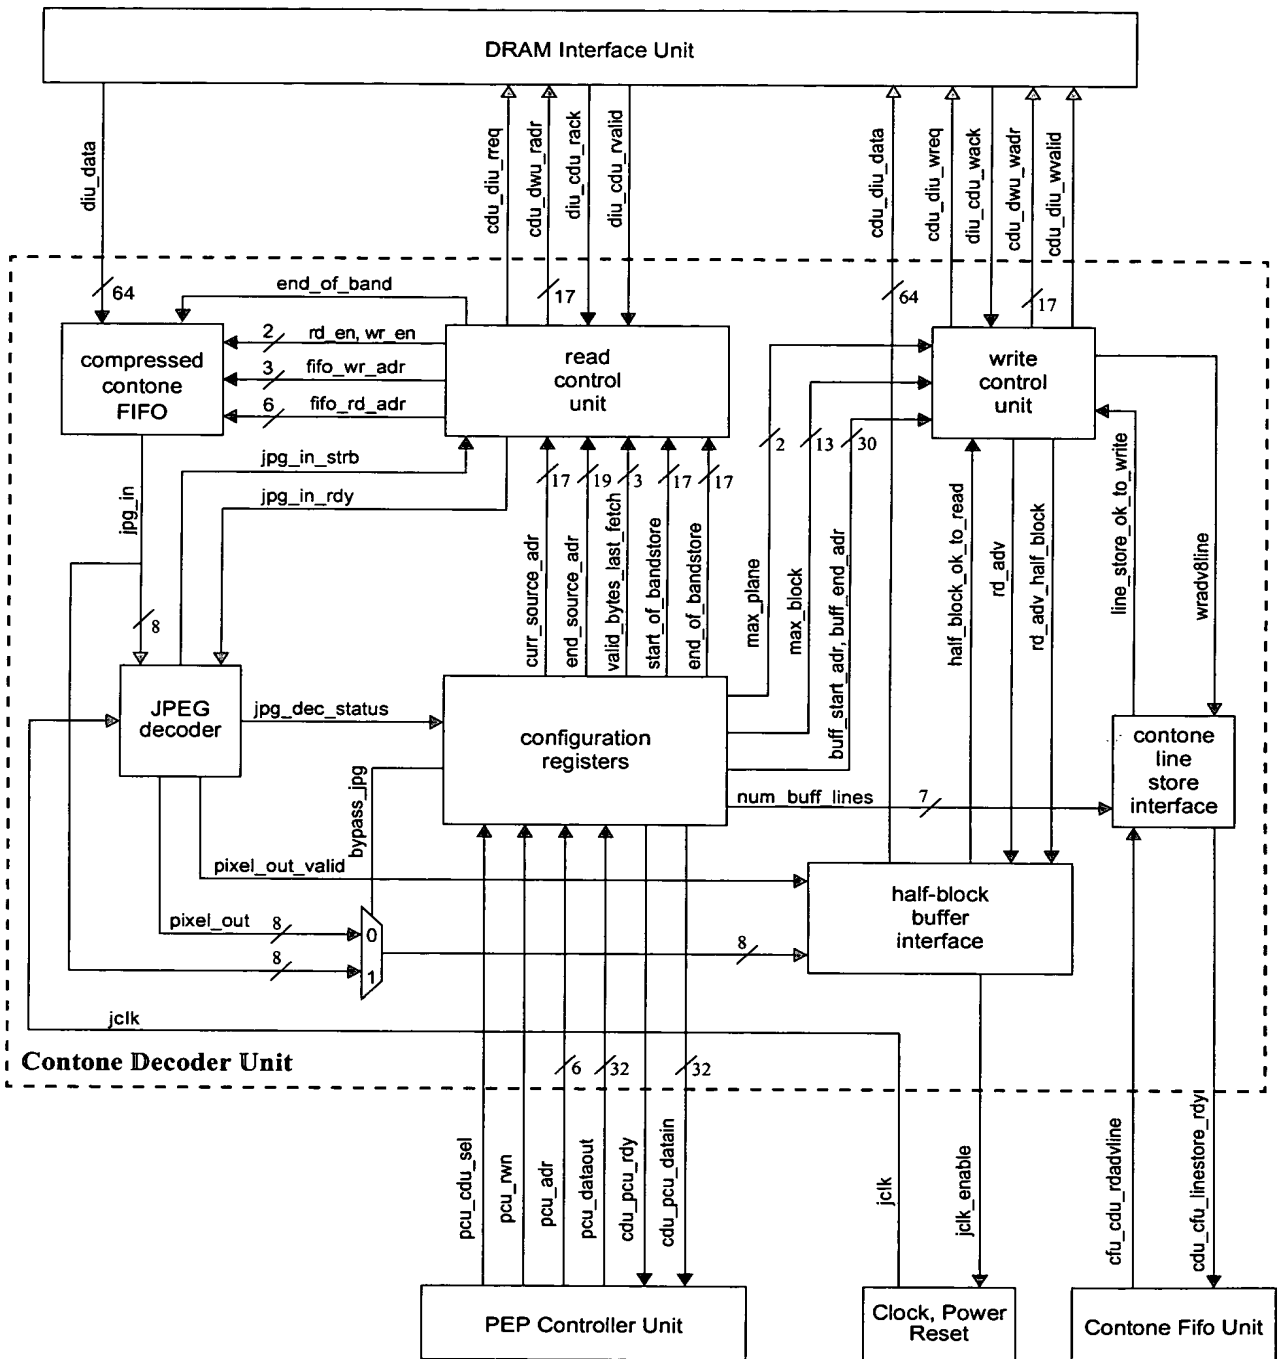 DRAM Interface Unit
diu_data
cdu_diu_rreq
cdu_dwu_radr
diu_cdu_rack
diu_cdu_rvalid
cdu_diu_data
cdu_diu_wreq
diu_cdu_wack
cdu_dwu_wadr
cdu_diu_wvalid
64
end_of_band
17
64
17
compressed
contone
FIFO
2
rd_en, wr_en
3
fifo_wr_adr
6
fifo_rd_adr
read
control
unit
write
control
unit
2
13
30
jpg_in
jpg_in_strb
jpg_in_rdy
17
19
3
17
17
curr_source_adr
end_source_adr
valid_bytes_last_fetch
start_of_bandstore
end_of_bandstore
max_plane
max_block
buff_start_adr, buff_end_adr
half_block_ok_to_read
rd_adv
rd_adv_half_block
line_store_ok_to_write
wradv8line
8
JPEG
decoder
jpg_dec_status
configuration
registers
contone
line
store
interface
bypass_jpg
num_buff_lines
7
pixel_out_valid
half-block
buffer
interface
pixel_out
8
0
8
1
8
jclk
Contone Decoder Unit
6
32
32
pcu_cdu_sel
pcu_rwn
pcu_adr
pcu_dataout
cdu_pcu_rdy
cdu_pcu_datain
jclk
jclk_enable
cfu_cdu_rdadvline
cdu_cfu_linestore_rdy
PEP Controller Unit
Clock, Power
Reset
Contone Fifo Unit